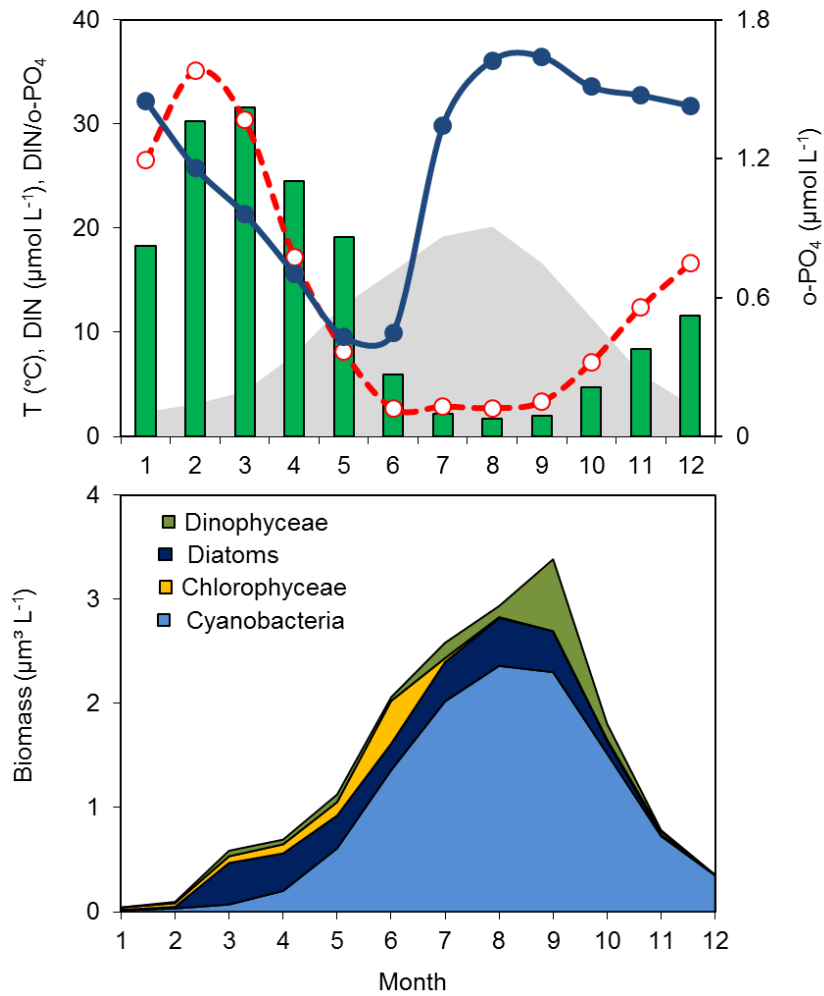 40
30
20
10
0
T (°C), DIN (µmol L⁻¹), DIN/o-PO₄
1.8
1.2
0.6
0
o-PO₄ (µmol L⁻¹)
1 2 3 4 5 6 7 8 9 10 11 12
4
3
2
1
0
Biomass (µm³ L⁻¹)
Dinophyceae
Diatoms
Chlorophyceae
Cyanobacteria
1 2 3 4 5 6 7 8 9 10 11 12
Month